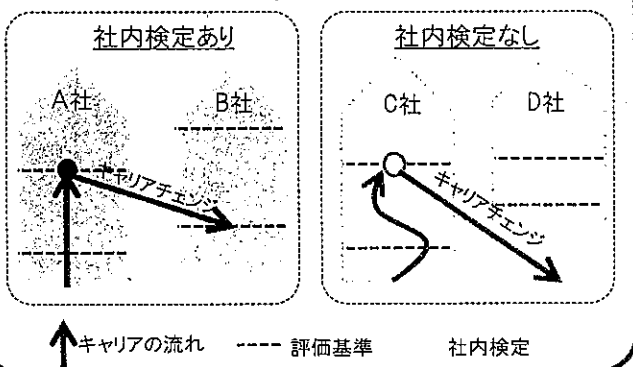 社内検定あり
社内検定なし
A社
B社
C社
D社
キャリアチェンジ
キャリアチェンジ
キャリアの流れ
評価基準
社内検定